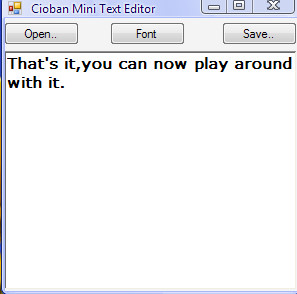 Cioban Mini Text Editor
Open.. Font Save..
That's it,you can now play around
with it.